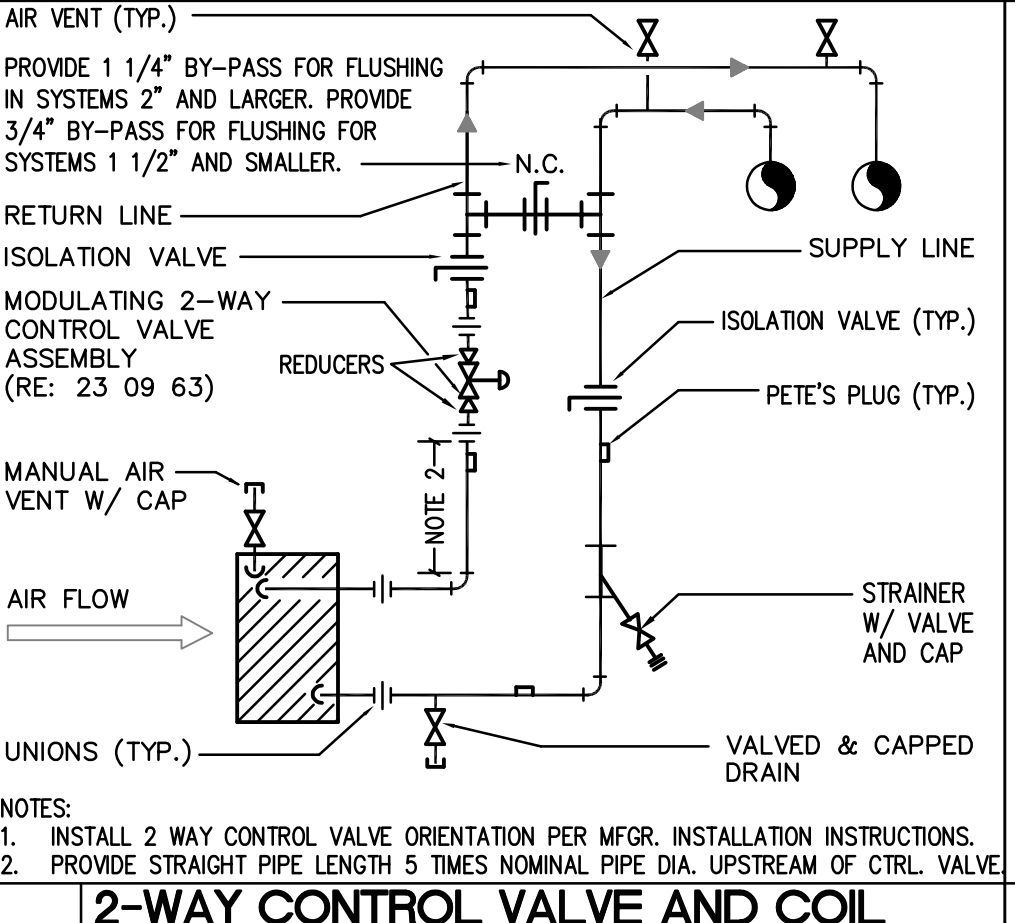 AIR VENT (TYP.)
PROVIDE 1 1/4" BY-PASS FOR FLUSHING
IN SYSTEMS 2" AND LARGER. PROVIDE
3/4" BY-PASS FOR FLUSHING FOR
SYSTEMS 1 1/2" AND SMALLER.
N.C.
RETURN LINE
ISOLATION VALVE
SUPPLY LINE
MODULATING 2-WAY
CONTROL VALVE
ASSEMBLY
(RE: 23 09 63)
REDUCERS
ISOLATION VALVE (TYP.)
PETE'S PLUG (TYP.)
MANUAL AIR
VENT W/ CAP
NOTE 2
AIR FLOW
STRAINER
W/ VALVE
AND CAP
UNIONS (TYP.)
VALVED & CAPPED
DRAIN
NOTES:
1. INSTALL 2 WAY CONTROL VALVE ORIENTATION PER MFGR. INSTALLATION INSTRUCTIONS.
2. PROVIDE STRAIGHT PIPE LENGTH 5 TIMES NOMINAL PIPE DIA. UPSTREAM OF CTRL. VALVE.
2-WAY CONTROL VALVE AND COIL